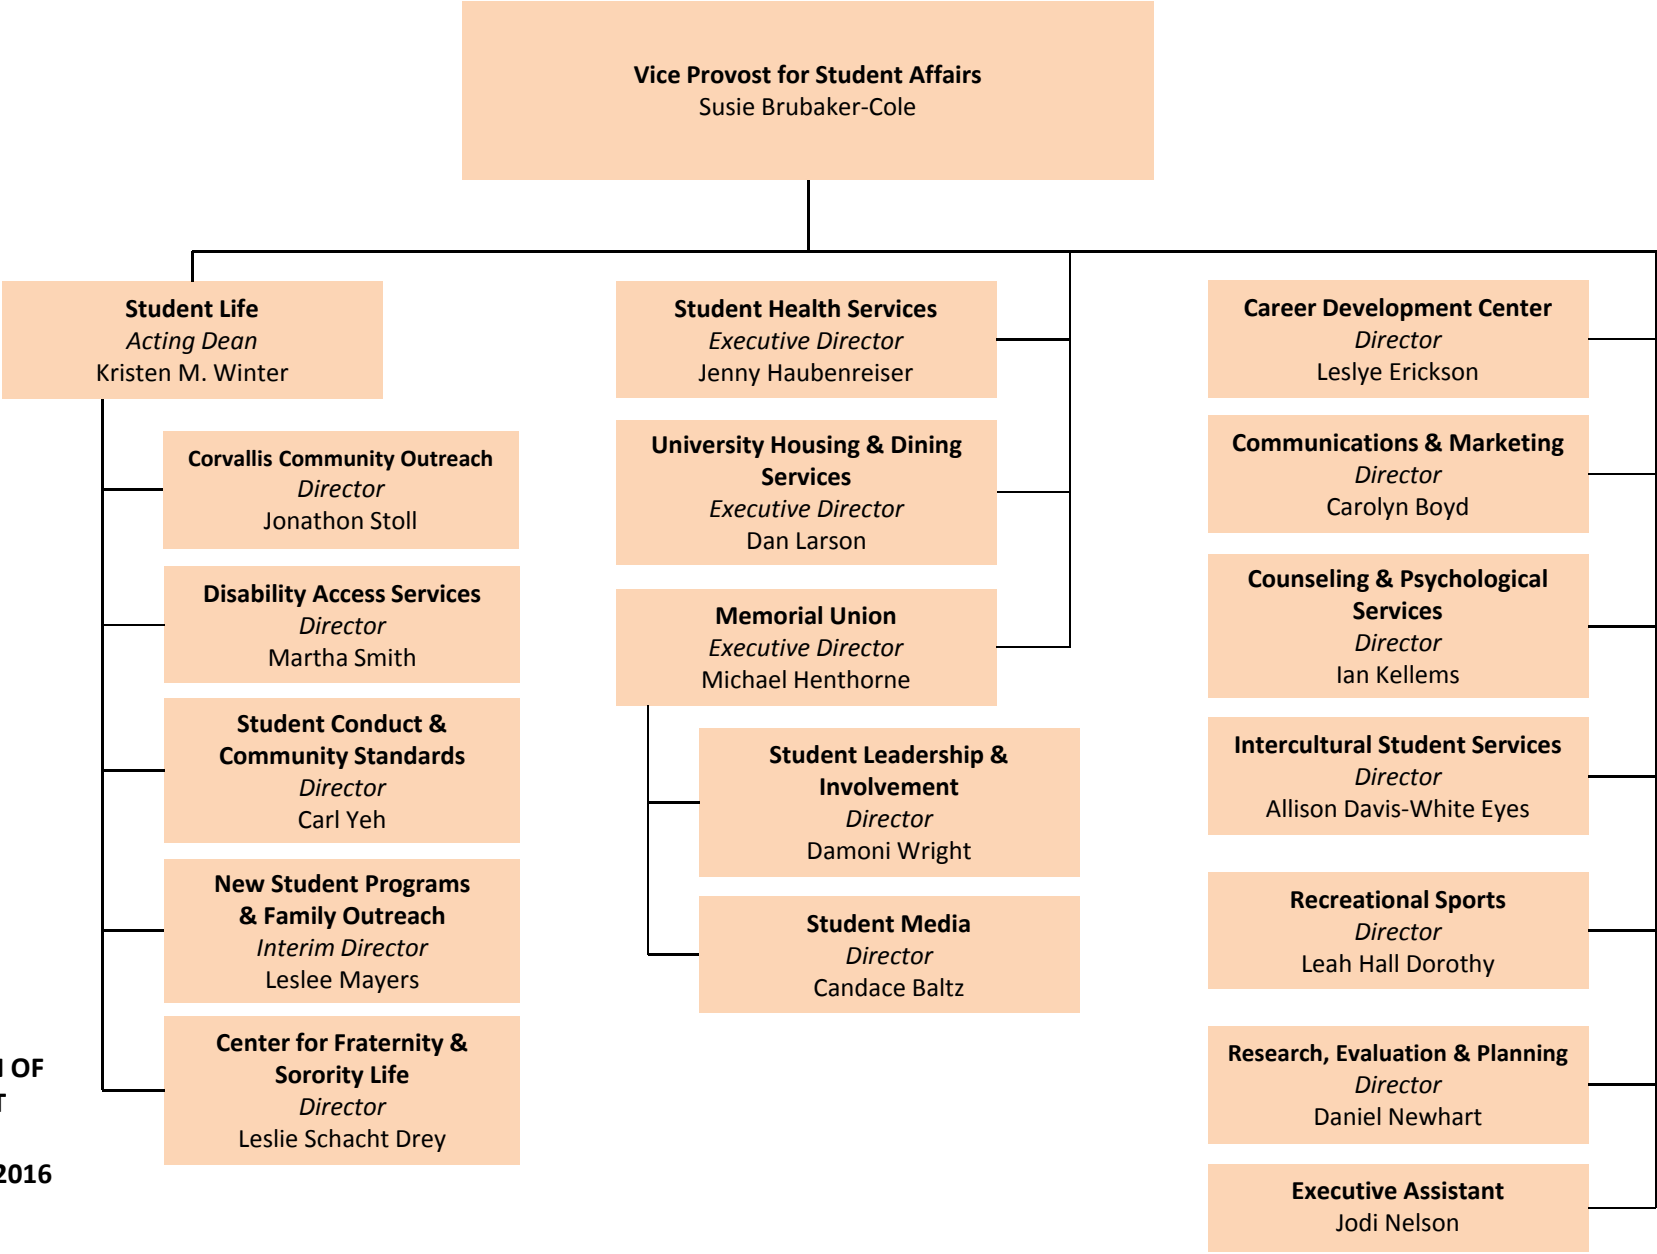 Vice Provost for Student Affairs
Susie Brubaker-Cole
Student Life
Acting Dean
Kristen M. Winter
Corvallis Community Outreach
Director
Jonathon Stoll
Disability Access Services
Director
Martha Smith
Student Conduct &
Community Standards
Director
Carl Yeh
New Student Programs
& Family Outreach
Interim Director
Leslee Mayers
Center for Fraternity &
Sorority Life
Director
Leslie Schacht Drey
Student Health Services
Executive Director
Jenny Haubenreiser
University Housing & Dining
Services
Executive Director
Dan Larson
Memorial Union
Executive Director
Michael Henthorne
Student Leadership &
Involvement
Director
Damoni Wright
Student Media
Director
Candace Baltz
Career Development Center
Director
Leslye Erickson
Communications & Marketing
Director
Carolyn Boyd
Counseling & Psychological
Services
Director
Ian Kellems
Intercultural Student Services
Director
Allison Davis-White Eyes
Recreational Sports
Director
Leah Hall Dorothy
Research, Evaluation & Planning
Director
Daniel Newhart
Executive Assistant
Jodi Nelson
OF
2016